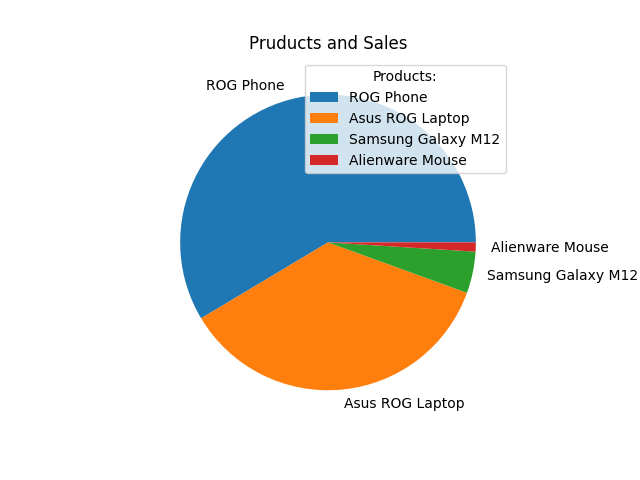 Pruducts and Sales
ROG Phone
Products:
ROG Phone
Asus ROG Laptop
Samsung Galaxy M12
Alienware Mouse
Alienware Mouse
Samsung Galaxy M12
Asus ROG Laptop